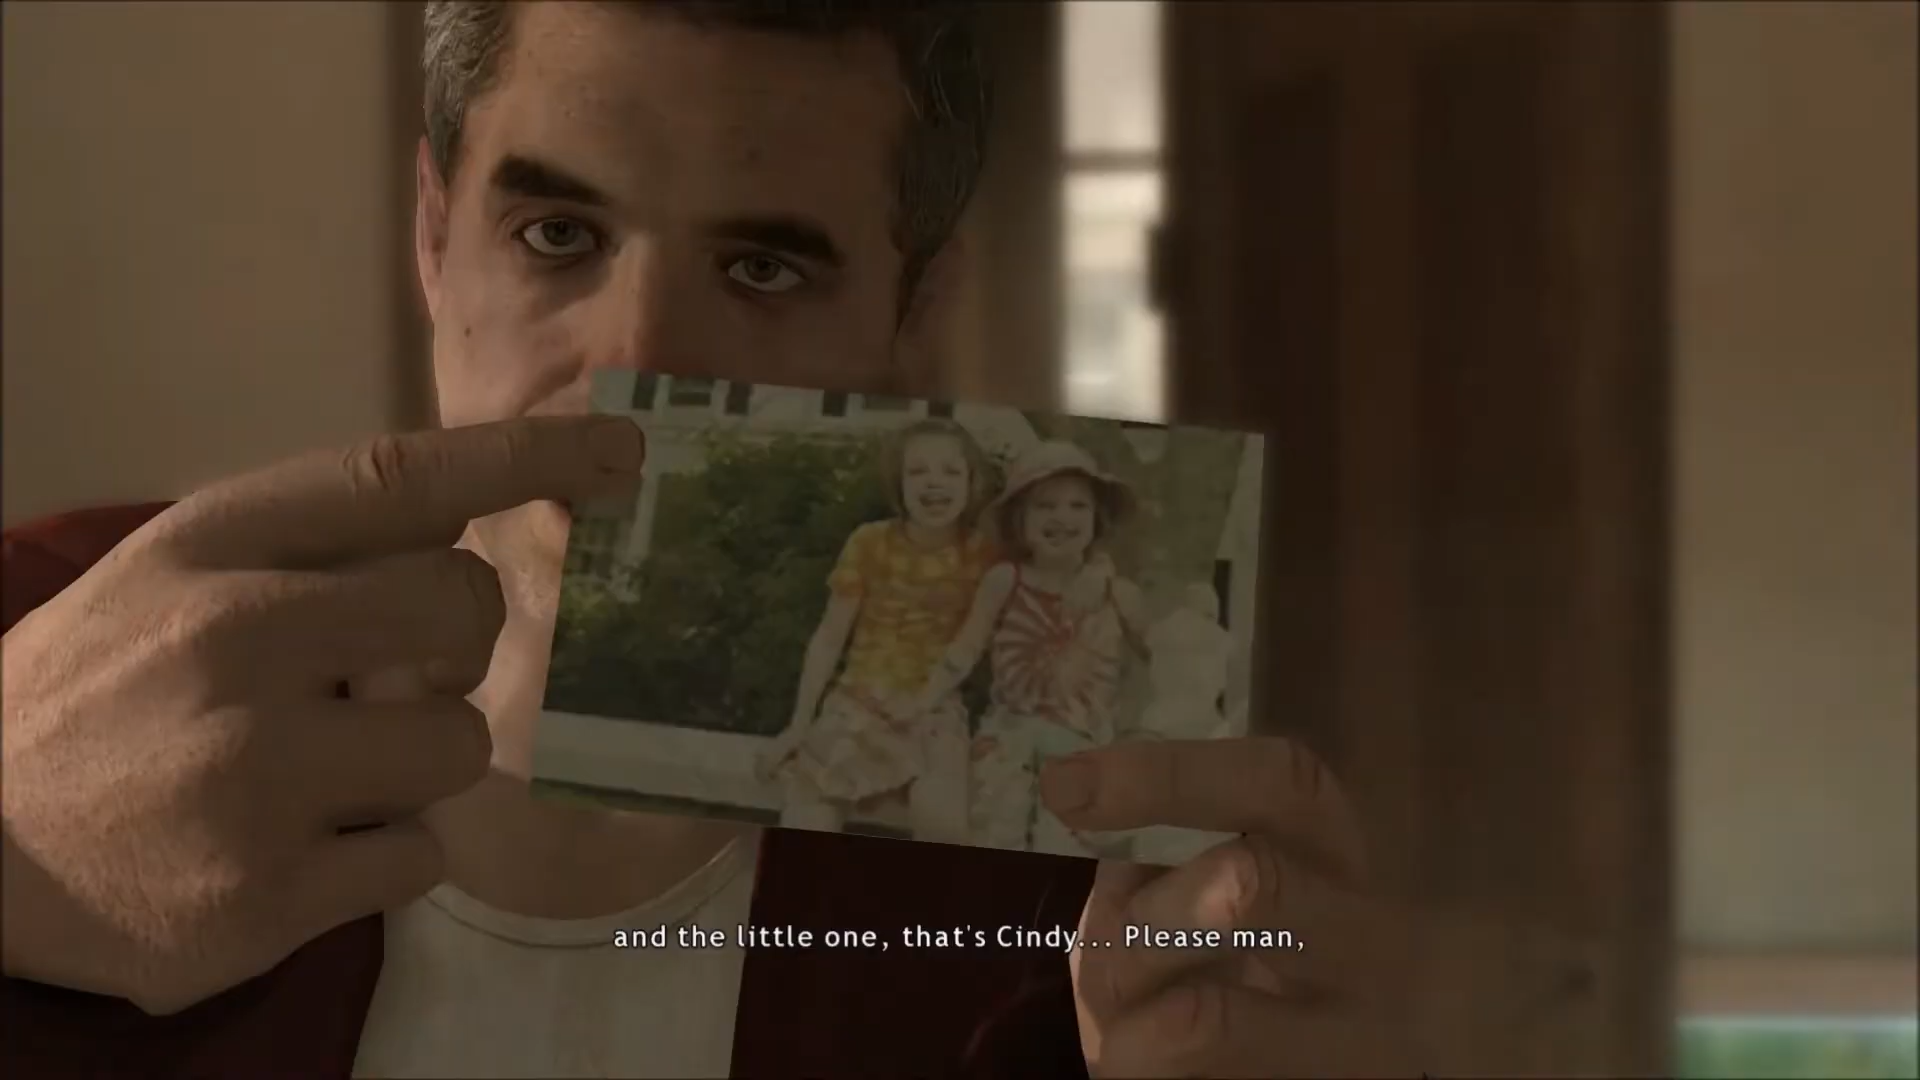 and the little one, that's Cindy... Please man,